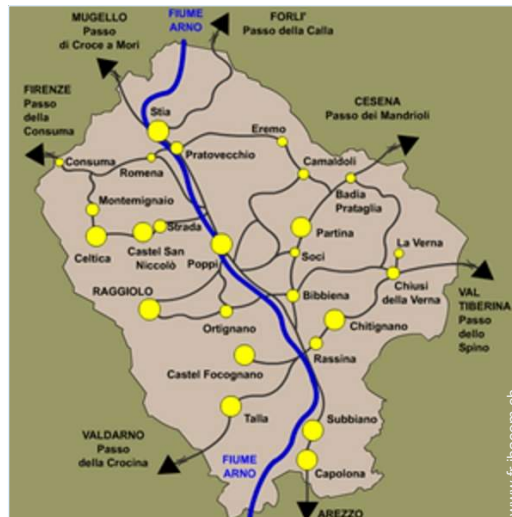 MUGELLO
Passo
di Croce a Mori
FIUME
ARNO
FORLI'
Passo della Calla
FIRENZE
Passo
della
Consuma
CESENA
Passo dei Mandrioli
Stia
Eremo
Consuma
Romena
Pratovecchio
Camaldoli
Badia
Prataglia
Montemignaio
Strada
Partina
La Verna
Celtica
Castel San
Niccolò
Poppi
Soci
Chiusi
della Verna
RAGGIOLO
Bibbiena
VAL
TIBERINA
Passo
dello
Spino
Ortignano
Chitignano
Rassina
Castel Focognano
Talla
Subbiano
VALDARNO
Passo
della Crocina
FIUME
ARNO
Capolona
AREZZO